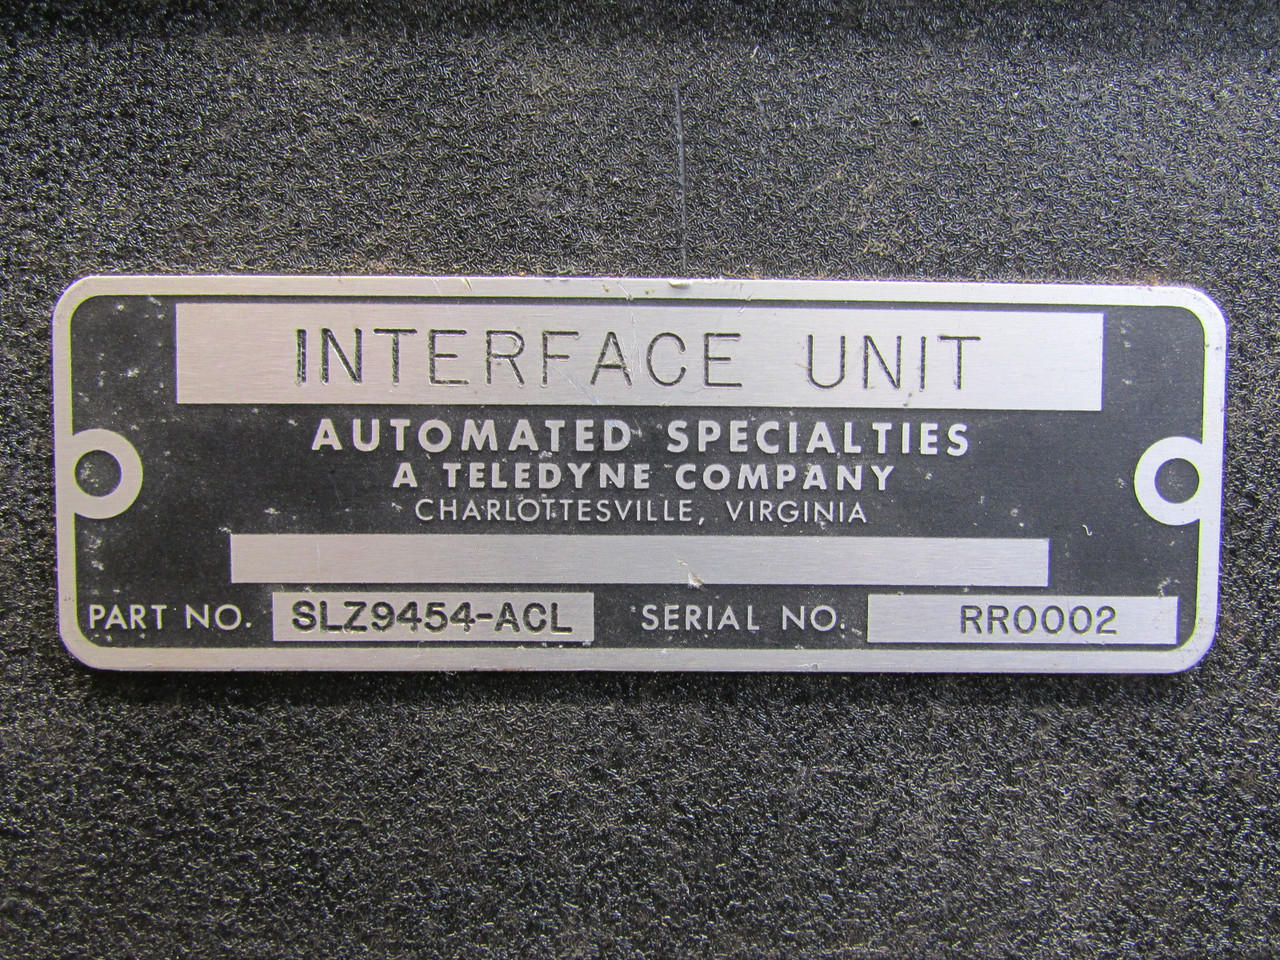 INTERFACE UNIT
AUTOMATED SPECIALTIES
A TELEDYNE COMPANY
CHARLOTTESVILLE, VIRGINIA
PART NO. SLZ9454-ACL SERIAL NO. RR0002